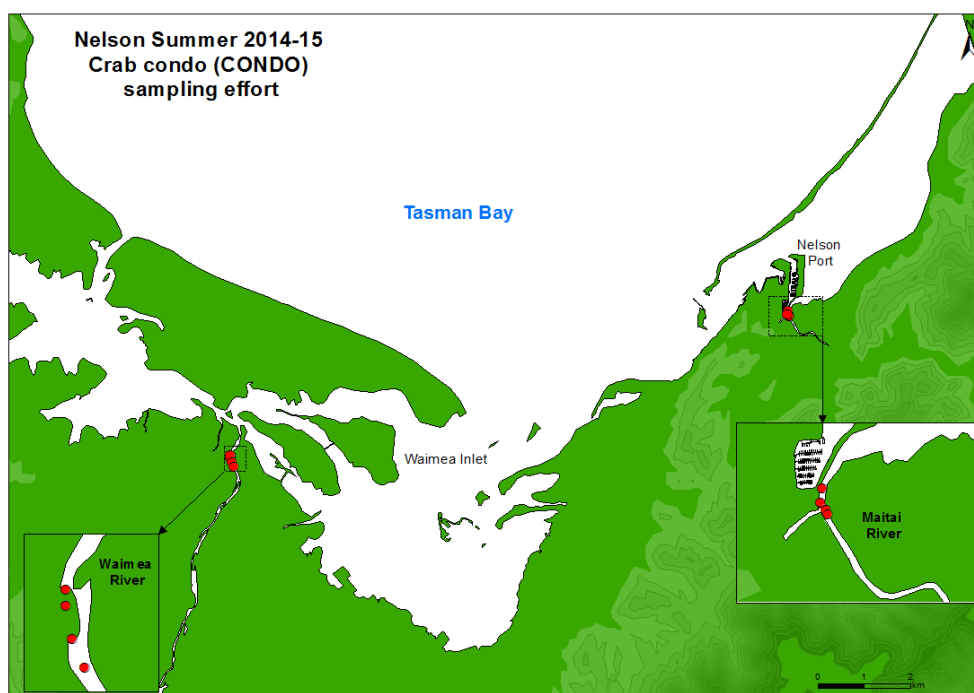 Nelson Summer 2014-15
Crab condo (CONDO)
sampling effort
N
Tasman Bay
Nelson
Port
Waimea Inlet
Waimea
River
Maitai
River
0 1 2
km